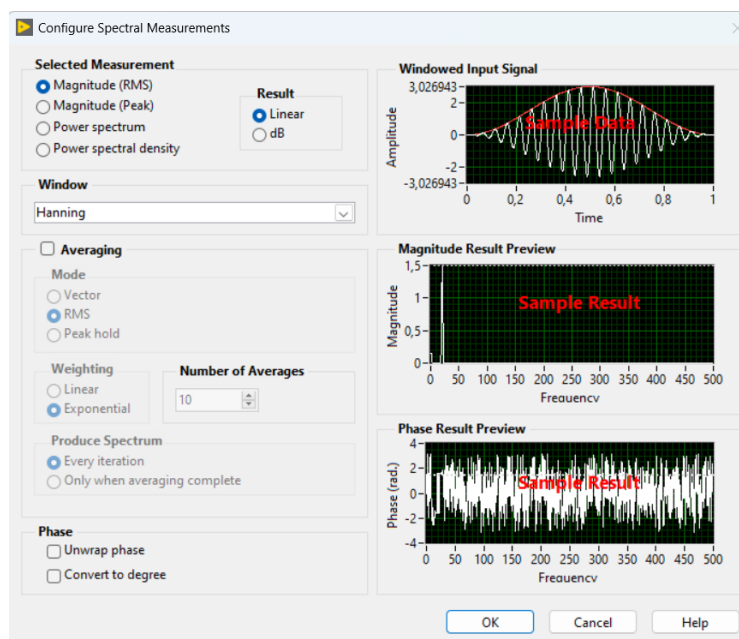 Configure Spectral Measurements
Selected Measurement
Magnitude (RMS)
Magnitude (Peak)
Power spectrum
Power spectral density
Result
Linear
dB
Window
Hanning
Averaging
Mode
Vector
RMS
Peak hold
Weighting
Linear
Exponential
Number of Averages
10
Produce Spectrum
Every iteration
Only when averaging complete
Phase
Unwrap phase
Convert to degree
Windowed Input Signal
Amplitude
3,026943
2
0
-2
-3,026943
Sample Data
0 0,2 0,4 0,6 0,8 1
Time
Magnitude Result Preview
Magnitude
1,5
1
0,5
0
Sample Result
0 50 100 150 200 250 300 350 400 450 500
Frequency
Phase Result Preview
Phase (rad.)
4
2
0
-2
-4
Sample Result
0 50 100 150 200 250 300 350 400 450 500
Frequency
OK Cancel Help